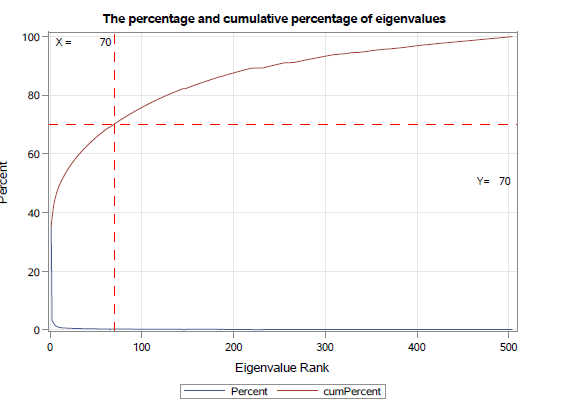 The percentage and cumulative percentage of eigenvalues
100
X = 70
80
60
Y= 70
40
20
0
Percent
0 100 200 300 400 500
Eigenvalue Rank
Percent cumPercent